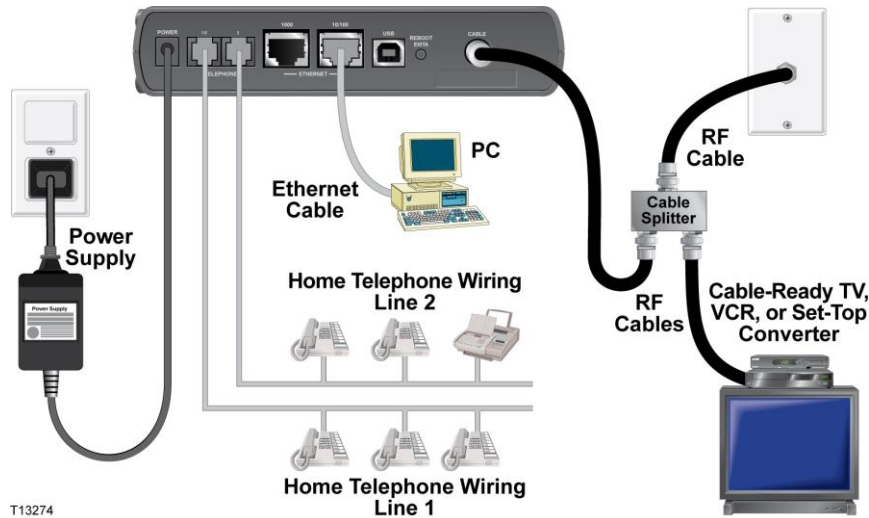 POWER
1/2
2
1000
10/100
USB
REBOOT
EMTA
CABLE
TELEPHONE
ETHERNET
PC
Ethernet
Cable
Power
Supply
Power Supply
RF
Cable
Cable
Splitter
RF
Cables
Cable-Ready TV,
VCR, or Set-Top
Converter
Home Telephone Wiring
Line 2
Home Telephone Wiring
Line 1
T13274